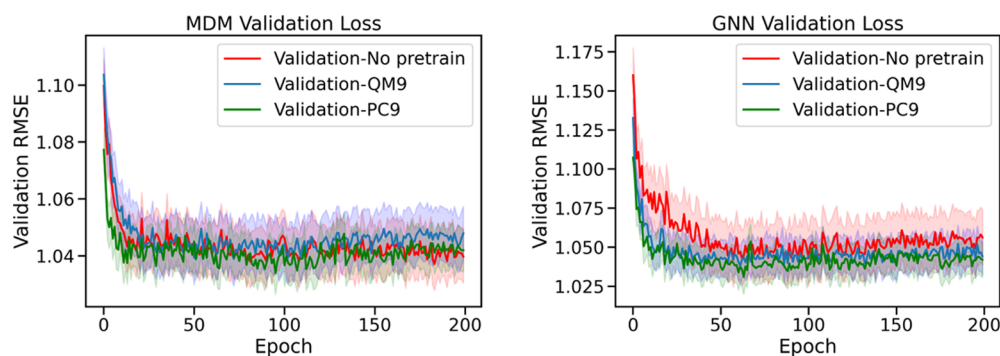 MDM Validation Loss
Validation RMSE
1.10
1.08
1.06
1.04
Validation-No pretrain
Validation-QM9
Validation-PC9
0
50
100
150
200
Epoch
GNN Validation Loss
Validation RMSE
1.175
1.150
1.125
1.100
1.075
1.050
1.025
Validation-No pretrain
Validation-QM9
Validation-PC9
0
50
100
150
200
Epoch